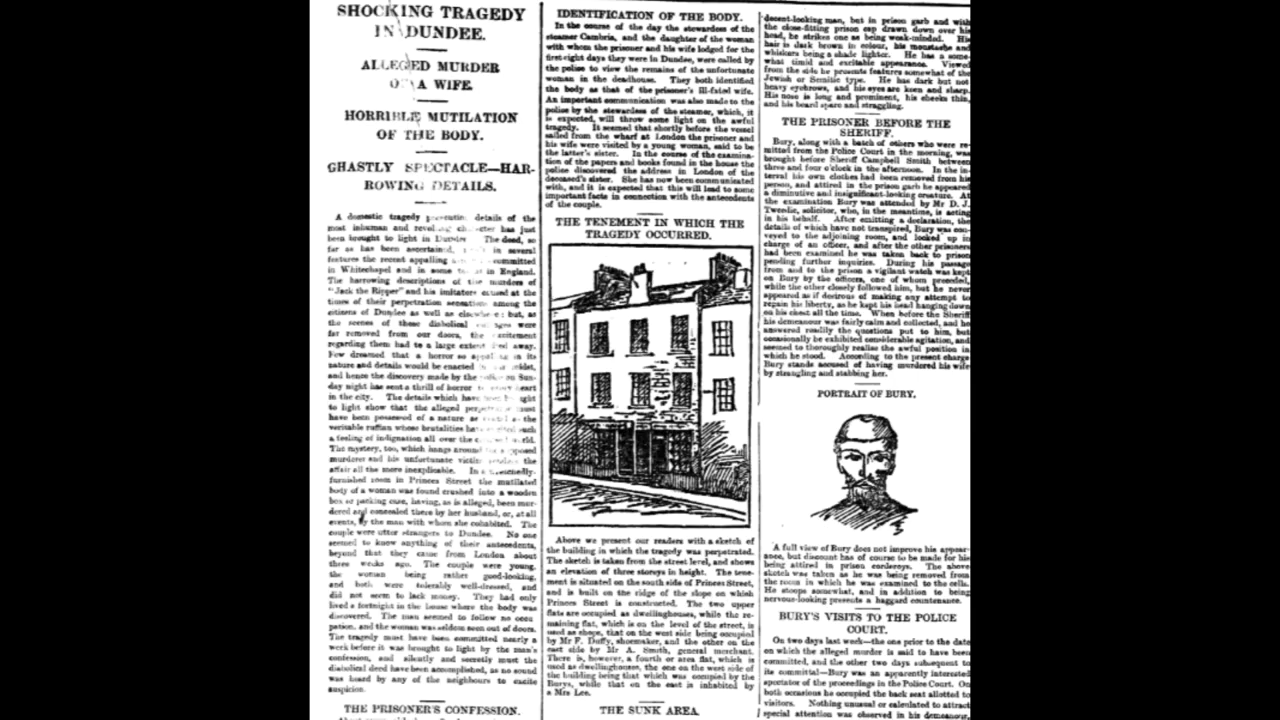 SHOCKING TRAGEDY
IN DUNDEE.
ALLEGED MURDER
OF A WIFE.
HORRIBLE MUTILATION
OF THE BODY.
GHASTLY SPECTACLE—HAR-
ROWING DETAILS.
A domestic tragedy presenting details of the
most inhuman and revolting character has just
been brought to light in Dundee. The deed, so
far as has been ascertained, in several
features the recent appalling committed
in Whitechapel and in some in England.
The harrowing descriptions of the murders of
"Jack the Ripper" and his imitators caused at the
times of their perpetration sensation among the
citizens of Dundee as well as elsewhere: but, as
the scenes of these diabolical outrages were
far removed from our doors, the excitement
regarding them had to a large extent died away.
Few dreamed that a horror so appalling in its
nature and details would be enacted in our midst,
and hence the discovery made by the police on Sun-
day night has sent a thrill of horror to every heart
in the city. The details which have been brought
to light show that the alleged perpetrator must
have been possessed of a nature as as the
veritable ruffian whose brutalities have excited such
a feeling of indignation all over the world.
The mystery, too, which hangs around the supposed
murderer and his unfortunate victim renders the
affair all the more inexplicable. In a
furnished room in Princes Street the mutilated
body of a woman was found crushed into a wooden
box or packing case, having, as is alleged, been mur-
dered and concealed there by her husband, or, at all
events, by the man with whom she cohabited. The
couple were utter strangers to Dundee. No one
seemed to know anything of their antecedents,
beyond that they came from London about
three weeks ago. The couple were young,
the woman being rather good-looking,
and both were tolerably well-dressed, and
did not seem to lack money. They had only
lived a fortnight in the house where the body was
discovered. The man seemed to follow no occu
pation, and the woman was seldom seen out of doors.
The tragedy must have been committed nearly a
week before it was brought to light by the man's
confession, and silently and secretly must the
diabolical deed have been accomplished, as no sound
was heard by any of the neighbours to excite
suspicion.
THE PRISONER'S CONFESSION.
IDENTIFICATION OF THE BODY.
In the course of the day the stewardess of the
steamer Cambria, and the daughter of the woman
with whom the prisoner and his wife lodged for the
first eight days they were in Dundee, were called by
the police to view the remains of the unfortunate
woman in the deadhouse. They both identified
the body as that of the prisoner's ill-fated wife.
An important communication was also made to the
police by the stewardess of the steamer, which, it
is expected, will throw some light on the awful
tragedy. It seemed that shortly before the vessel
sailed from the wharf at London the prisoner and
his wife were visited by a young woman, said to be
the latter's sister. In the course of the examina-
tion of the papers and books found in the house the
police discovered the address in London of the
deceased's sister. She has now been communicated
with, and it is expected that this will lead to some
important facts in connection with the antecedents
of the couple.
THE TENEMENT IN WHICH THE
TRAGEDY OCCURRED.
Above we present our readers with a sketch of
the building in which the tragedy was perpetrated.
The sketch is taken from the street level, and shows
an elevation of three storeys in height. The tene-
ment is situated on the south side of Princes Street,
and is built on the ridge of the slope on which
Princes Street is constructed. The two upper
flats are occupied as dwellinghouses, while the re-
maining flat, which is on the level of the street, is
used as shops, that on the west side being occupied
by Mr F. Duffy, shoemaker, and the other on the
east side by Mr A. Smith, general merchant.
There is, however, a fourth or area flat, which is
used as dwellinghouses, the one on the west side of
the building being that which was occupied by the
Burys, while that on the east is inhabited by
a Mrs Lee.
THE SUNK AREA.
decent-looking man, but in prison garb and with
the close-fitting prison cap drawn down over his
head, he strikes one as being weak-minded. His
hair is dark brown in colour, his moustache and
whiskers being a shade lighter. He has a some-
what timid and excitable appearance. Viewed
from the side he presents features somewhat of the
Jewish or Semitic type. He has dark but not
heavy eyebrows, and his eyes are keen and sharp.
His nose is long and prominent, his cheeks thin,
and his beard spare and straggling.
THE PRISONER BEFORE THE
SHERIFF.
Bury, along with a batch of others who were re-
mitted from the Police Court in the morning, was
brought before Sheriff Campbell Smith between
three and four o'clock in the afternoon. In the in-
terval his own clothes had been removed from his
person, and attired in the prison garb he appeared
a diminutive and insignificant-looking creature. At
the examination Bury was attended by Mr D. J.
Tweedie, solicitor, who, in the meantime, is acting
in his behalf. After emitting a declaration, the
details of which have not transpired, Bury was con-
veyed to the adjoining room, and locked up in
charge of an officer, and after the other prisoners
had been examined he was taken back to prison
pending further inquiries. During his passage
from and to the prison a vigilant watch was kept
on Bury by the officers, one of whom preceded,
while the other closely followed him, but he never
appeared as if desirous of making any attempt to
regain his liberty, as he kept his head hanging down
on his chest all the time. When before the Sheriff
his demeanour was fairly calm and collected, and he
answered readily the questions put to him, but
occasionally he exhibited considerable agitation, and
seemed to thoroughly realise the awful position in
which he stood. According to the present charge
Bury stands accused of having murdered his wife
by strangling and stabbing her.
PORTRAIT OF BURY.
A full view of Bury does not improve his appear-
ance, but discount has of course to be made for his
being attired in prison corderoys. The above
sketch was taken as he was being removed from
the room in which he was examined to the cells.
He stoops somewhat, and in addition to being
nervous-looking presents a haggard countenance.
BURY'S VISITS TO THE POLICE
COURT.
On two days last week—the one prior to the date
on which the alleged murder is said to have been
committed, and the other two days subsequent to
its committal—Bury was an apparently interested
spectator of the proceedings in the Police Court. On
both occasions he occupied the back seat allotted to
visitors. Nothing unusual or calculated to attract
special attention was observed in his demeanour,